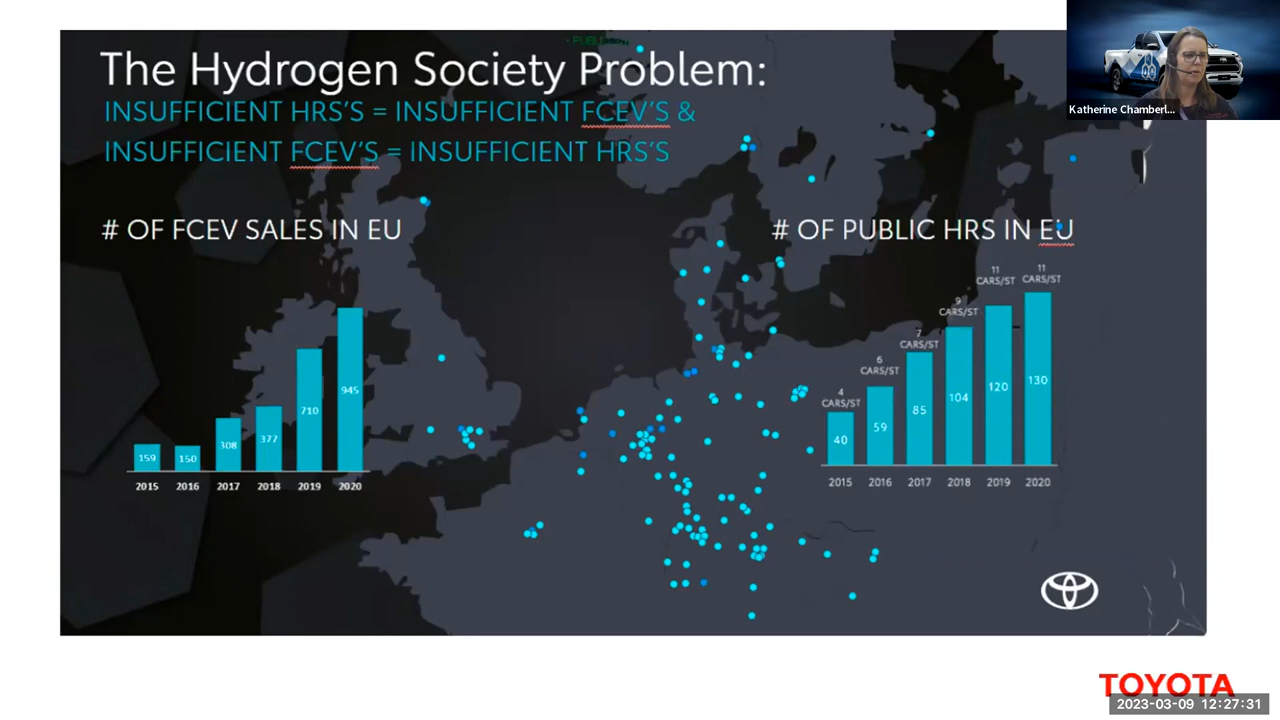 The Hydrogen Society Problem:
INSUFFICIENT HRS'S = INSUFFICIENT FCEV'S &
INSUFFICIENT FCEV'S = INSUFFICIENT HRS'S
Katherine Chamberl...
# OF FCEV SALES IN EU
159
150
308
377
710
945
2015 2016 2017 2018 2019 2020
# OF PUBLIC HRS IN EU
4 CARS/ST
6 CARS/ST
7 CARS/ST
9 CARS/ST
11 CARS/ST
11 CARS/ST
40
59
85
104
120
130
2015 2016 2017 2018 2019 2020
TOYOTA
2023-03-09 12:27:31